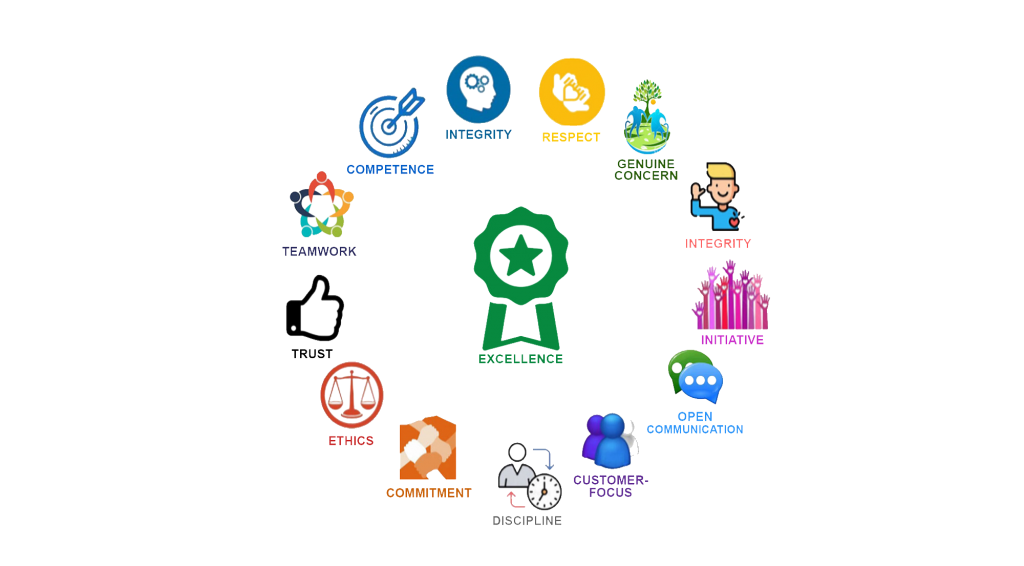 INTEGRITY
RESPECT
COMPETENCE
GENUINE
CONCERN
TEAMWORK
INTEGRITY
TRUST
EXCELLENCE
INITIATIVE
ETHICS
OPEN
COMMUNICATION
COMMITMENT
CUSTOMER-
FOCUS
DISCIPLINE